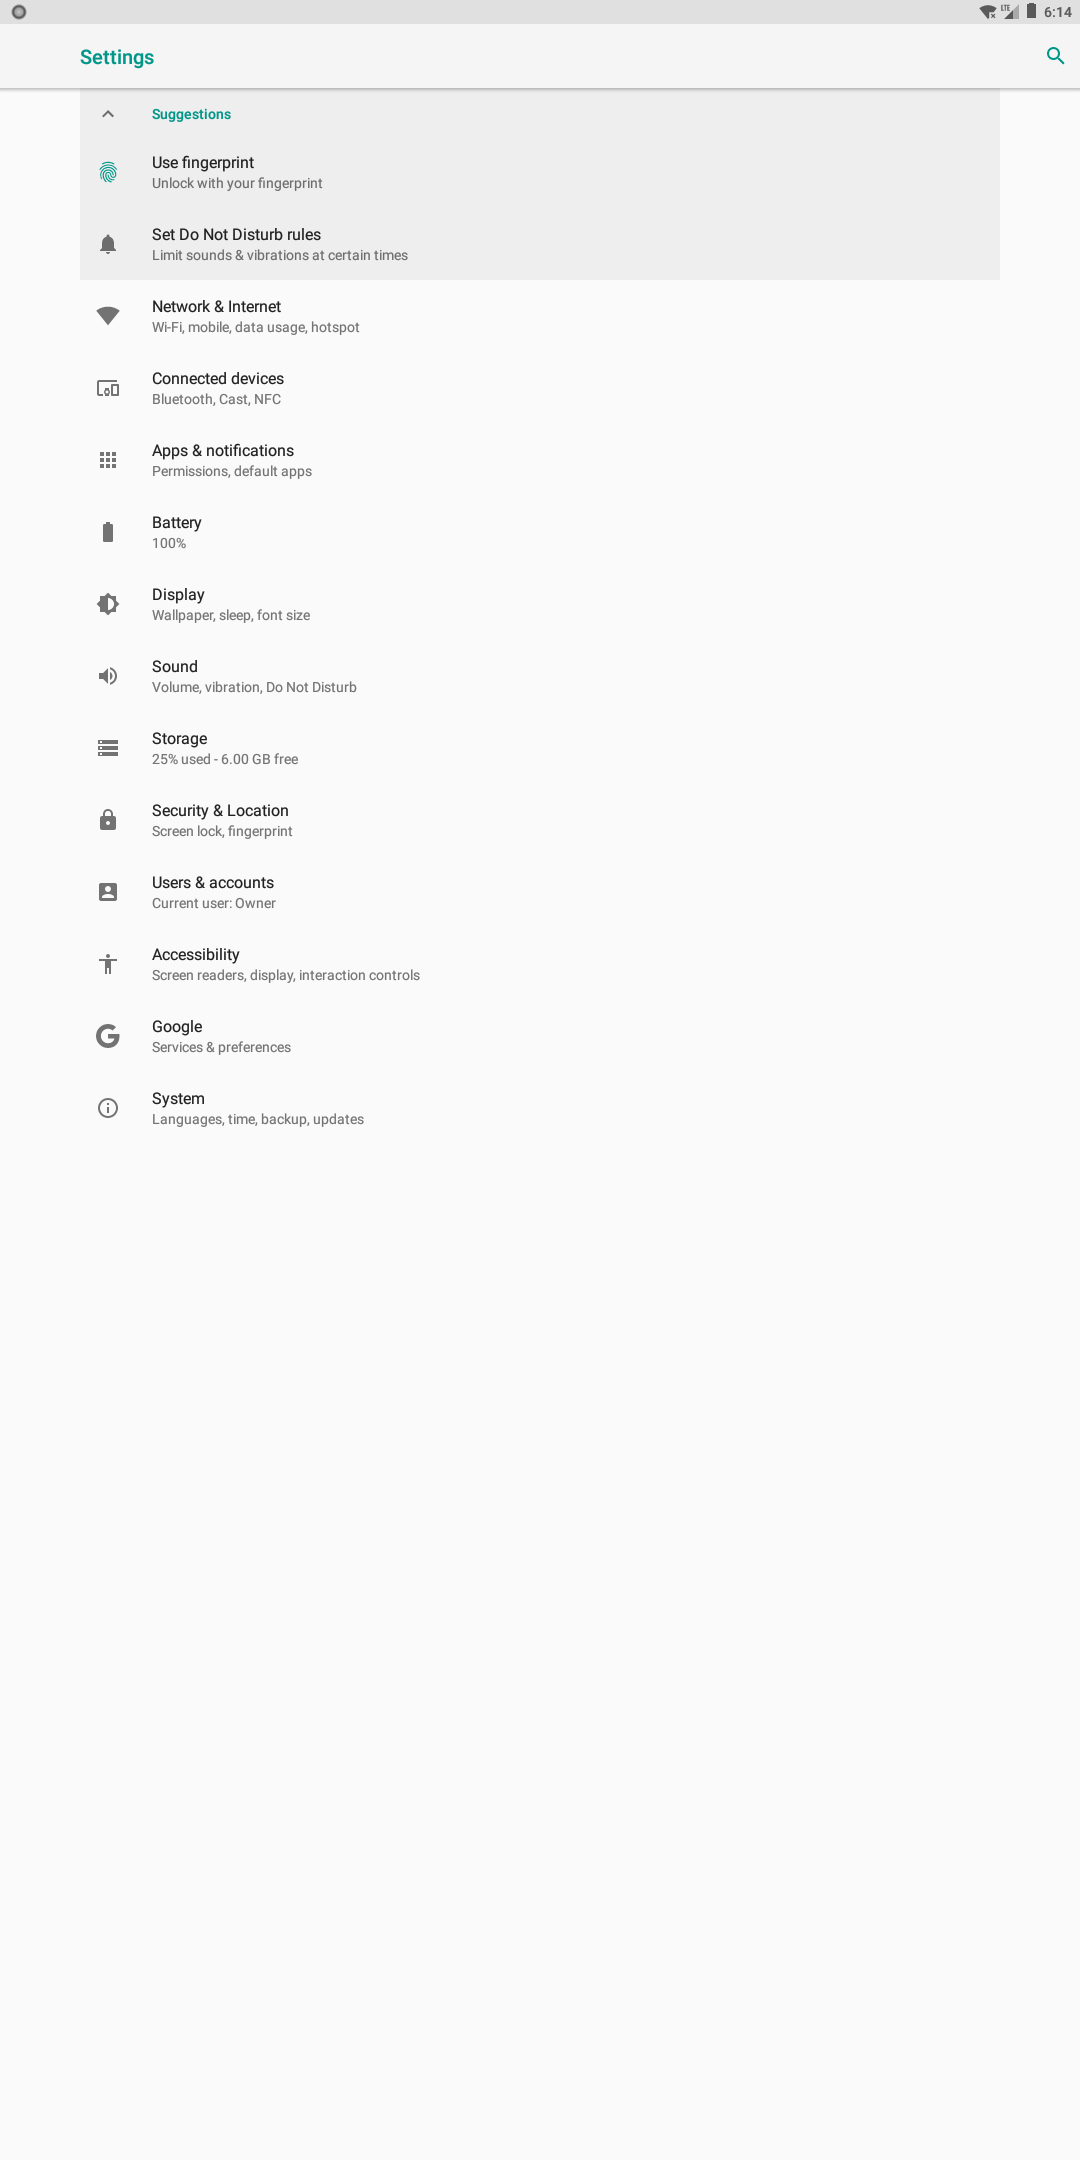 LTE 6:14
Settings
Suggestions
Use fingerprint
Unlock with your fingerprint
Set Do Not Disturb rules
Limit sounds & vibrations at certain times
Network & Internet
Wi-Fi, mobile, data usage, hotspot
Connected devices
Bluetooth, Cast, NFC
Apps & notifications
Permissions, default apps
Battery
100%
Display
Wallpaper, sleep, font size
Sound
Volume, vibration, Do Not Disturb
Storage
25% used - 6.00 GB free
Security & Location
Screen lock, fingerprint
Users & accounts
Current user: Owner
Accessibility
Screen readers, display, interaction controls
Google
Services & preferences
System
Languages, time, backup, updates